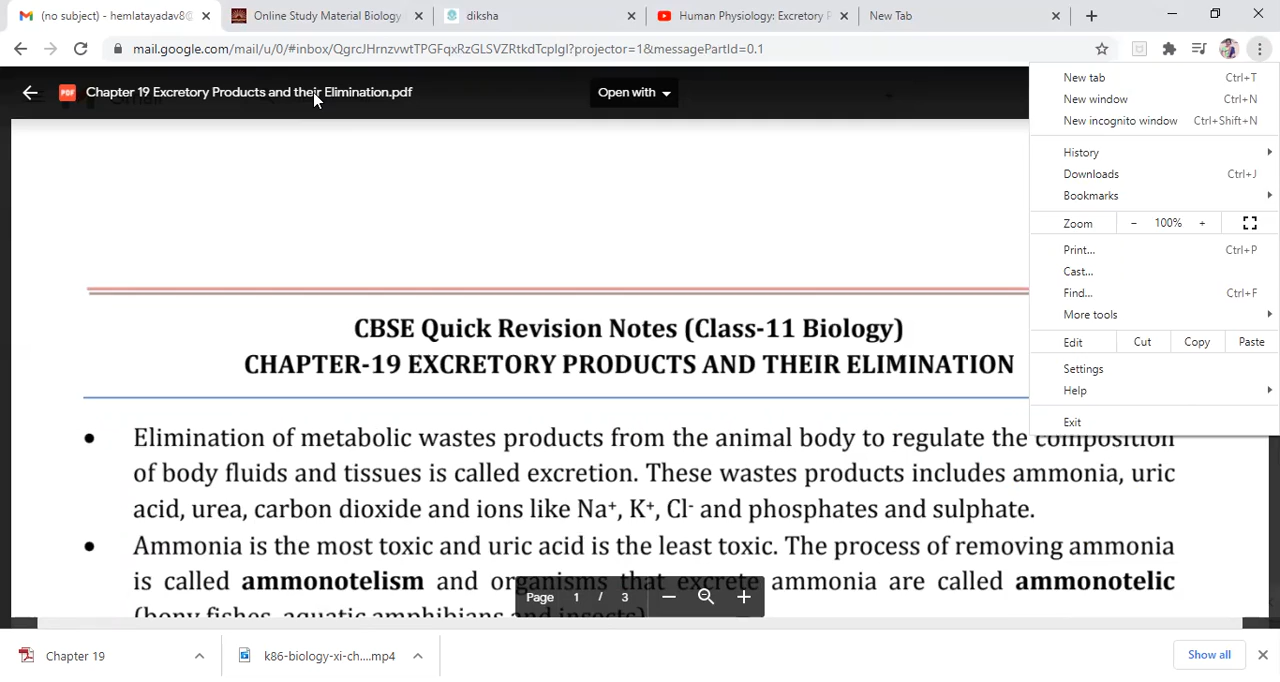 (no subject) - hemlatayadav8@
Online Study Material Biology
diksha
Human Physiology: Excretory P
New Tab
mail.google.com/mail/u/0/#inbox/QgrcJHrnzvwtTPGFqxRzGLSVZRtkdTcplgl?projector=1&messagePartId=0.1
PDF
Chapter 19 Excretory Products and their Elimination.pdf
Open with
New tab Ctrl+T
New window Ctrl+N
New incognito window Ctrl+Shift+N
History
Downloads Ctrl+J
Bookmarks
Zoom - 100% +
Print... Ctrl+P
Cast...
Find... Ctrl+F
More tools
Edit Cut Copy Paste
Settings
Help
Exit
CBSE Quick Revision Notes (Class-11 Biology)
CHAPTER-19 EXCRETORY PRODUCTS AND THEIR ELIMINATION
• Elimination of metabolic wastes products from the animal body to regulate the composition
of body fluids and tissues is called excretion. These wastes products includes ammonia, uric
acid, urea, carbon dioxide and ions like Na⁺, K⁺, Cl⁻ and phosphates and sulphate.
• Ammonia is the most toxic and uric acid is the least toxic. The process of removing ammonia
is called ammonotelism and organisms that excrete ammonia are called ammonotelic
(bony fishes, aquatic amphibians and insects)
Page 1 / 3
Chapter 19
k86-biology-xi-ch....mp4
Show all